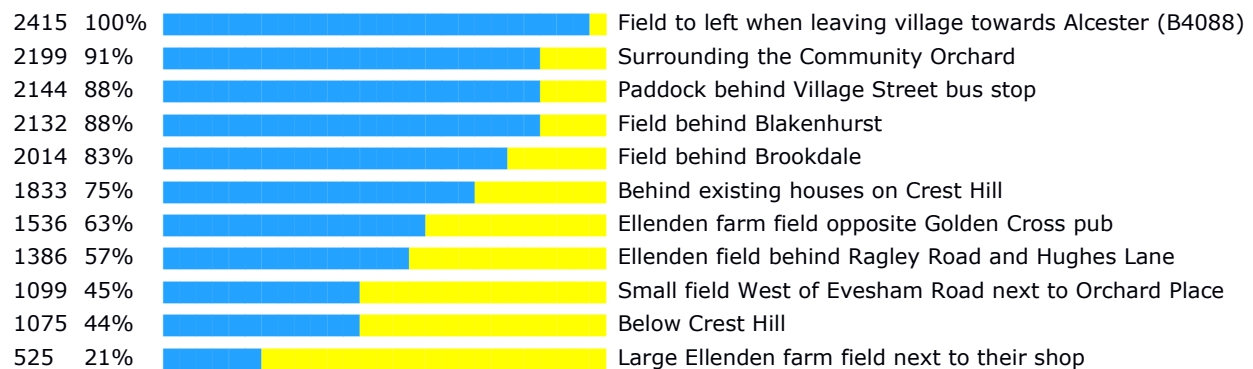 2415 100% Field to left when leaving village towards Alcester (B4088)
2199 91% Surrounding the Community Orchard
2144 88% Paddock behind Village Street bus stop
2132 88% Field behind Blakenhurst
2014 83% Field behind Brookdale
1833 75% Behind existing houses on Crest Hill
1536 63% Ellenden farm field opposite Golden Cross pub
1386 57% Ellenden field behind Ragley Road and Hughes Lane
1099 45% Small field West of Evesham Road next to Orchard Place
1075 44% Below Crest Hill
525 21% Large Ellenden farm field next to their shop